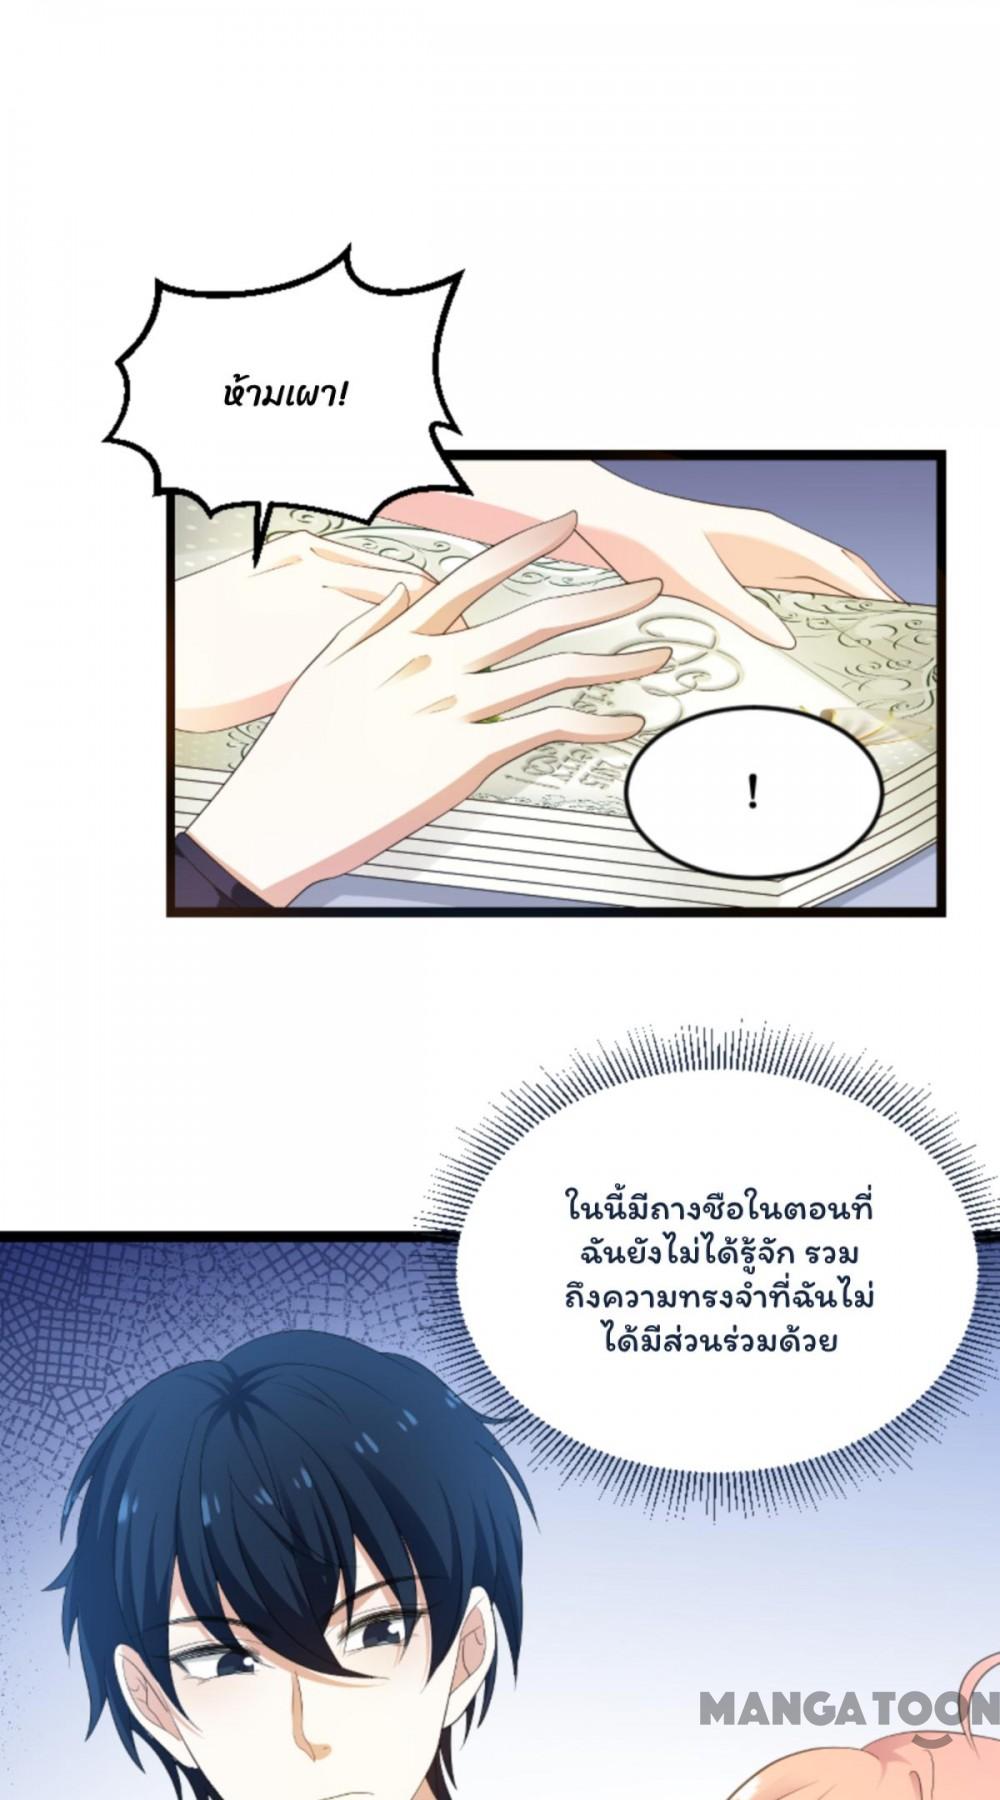 ห้ามเผา!
!
ในนี้มีถางชือในตอนที่
ฉันยังไม่ได้รู้จัก รวม
ถึงความทรงจำที่ฉันไม่
ได้มีส่วนร่วมด้วย
MANGATOON